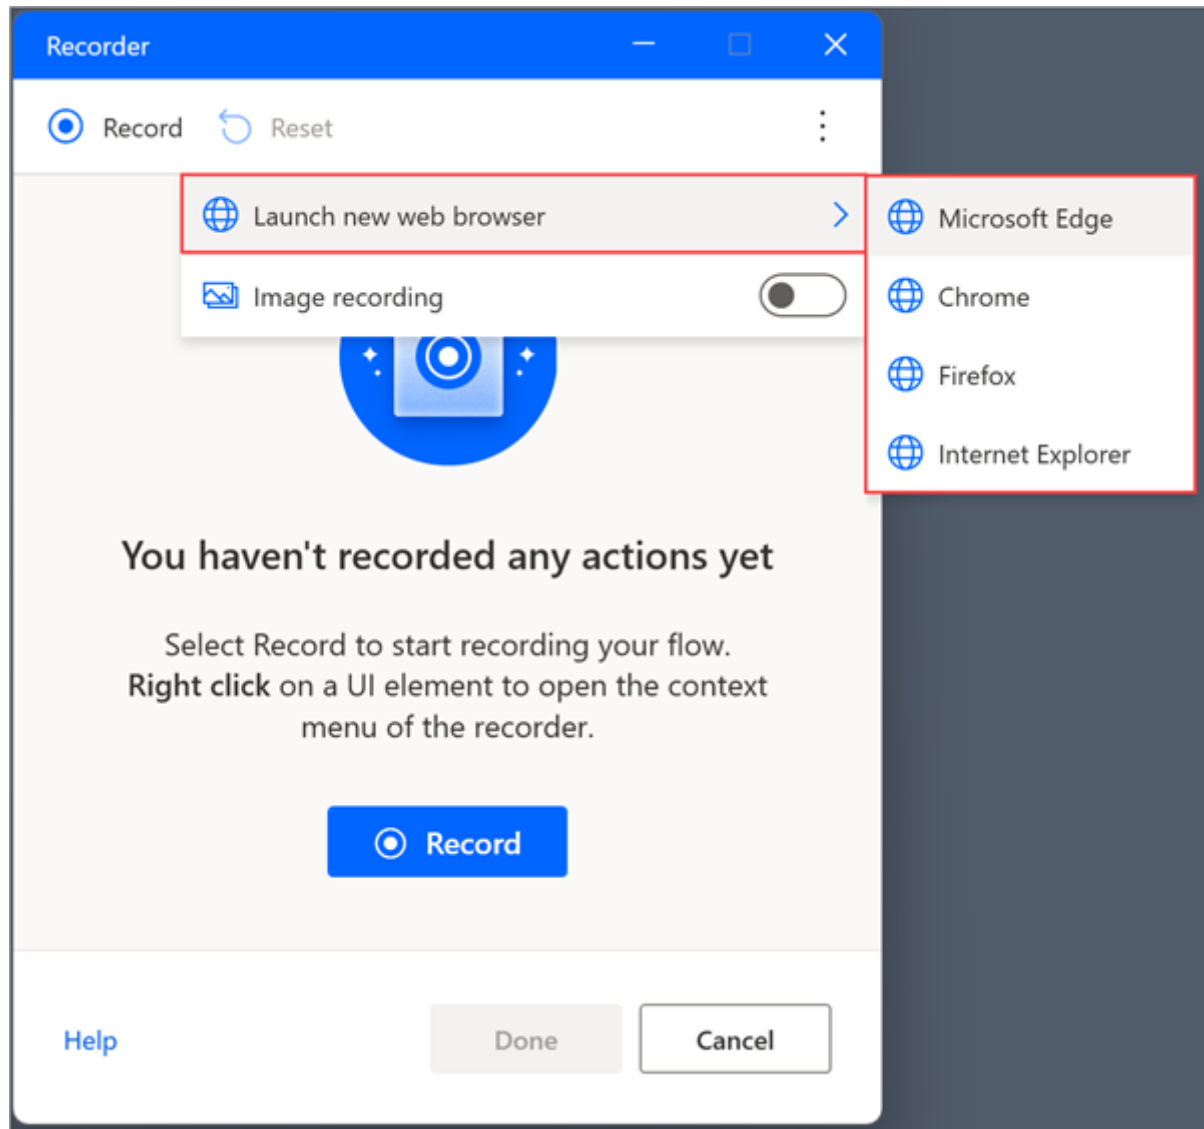 Recorder
Record
Reset
Launch new web browser
Microsoft Edge
Image recording
Chrome
Firefox
Internet Explorer
You haven't recorded any actions yet
Select Record to start recording your flow.
Right click on a UI element to open the context
menu of the recorder.
Record
Help
Done
Cancel